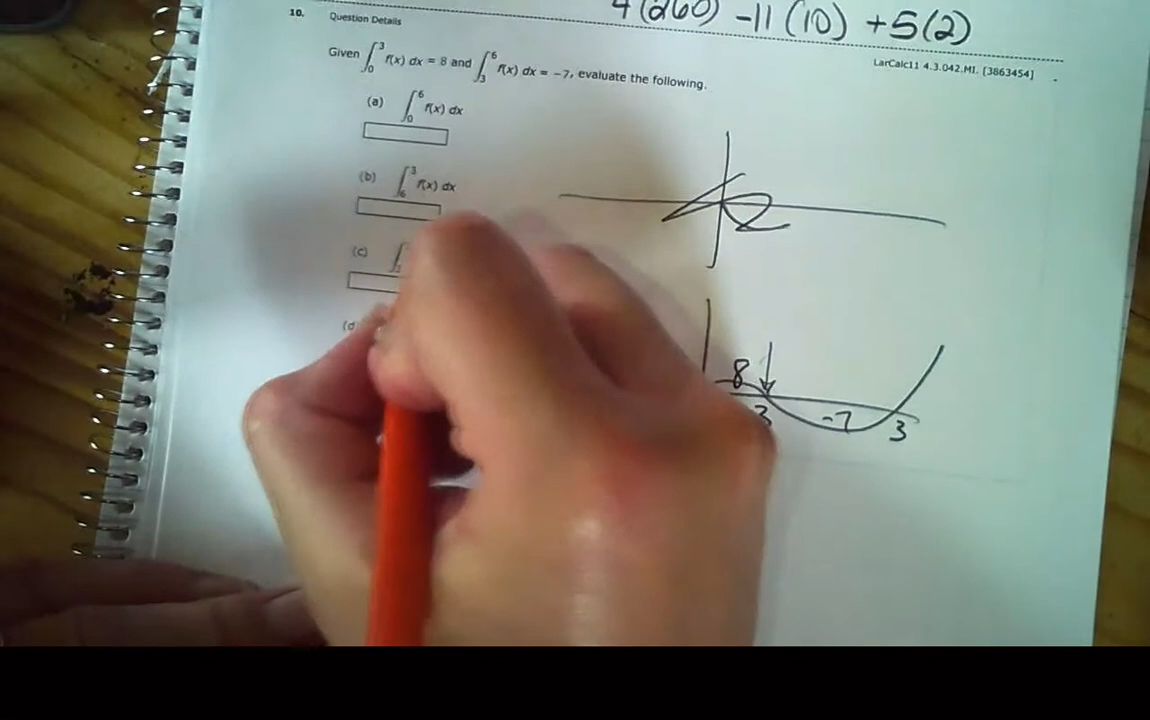 4(260) -11(10) +5(2)
10. Question Details
LarCalc11 4.3.042.MI. [3863454]
Given ∫₀³ f(x) dx = 8 and ∫₃⁶ f(x) dx = −7, evaluate the following.
(a) ∫₀⁶ f(x) dx
(b) ∫₆³ f(x) dx
(c) ∫
(d
8
3 -7 3